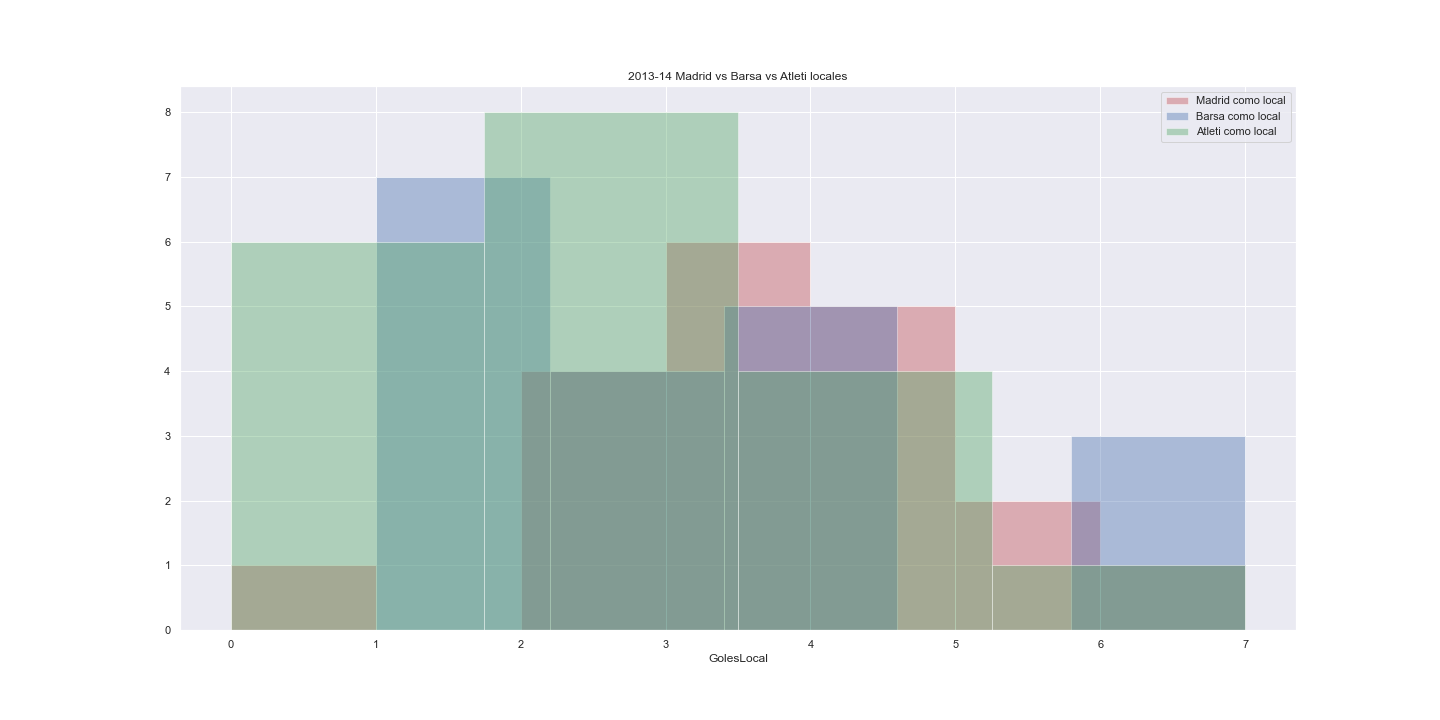 2013-14 Madrid vs Barsa vs Atleti locales
Madrid como local
Barsa como local
Atleti como local
8
7
6
5
4
3
2
1
0
0 1 2 3 4 5 6 7
GolesLocal